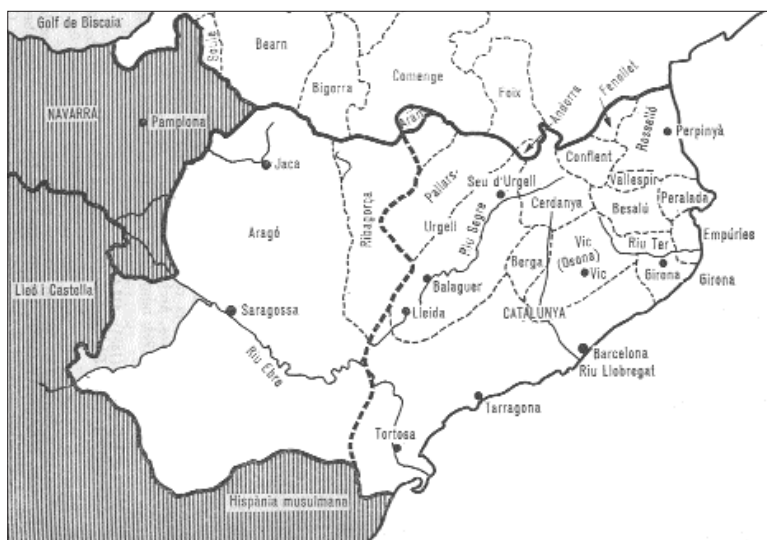 Golf de Biscaia
Bearn
Bigorra
Comenge
Foix
Andorra
Fenollet
NAVARRA
Pamplona
Aran
Rosselló
Perpinyà
Jaca
Conflent
Pallars-
Seu d'Urgell
Vallespir
Cerdanya
Besalú
Peralada
Aragó
Ribagorça
Urgell
Riu Segre
Empúries
Riu Ter
Lleó i Castella
Berga
Vic
(Osona)
Vic
Girona
Girona
Balaguer
Saragossa
Lleida
CATALUNYA
Riu Ebre
Barcelona
Riu Llobregat
Tarragona
Tortosa
Hispània musulmana